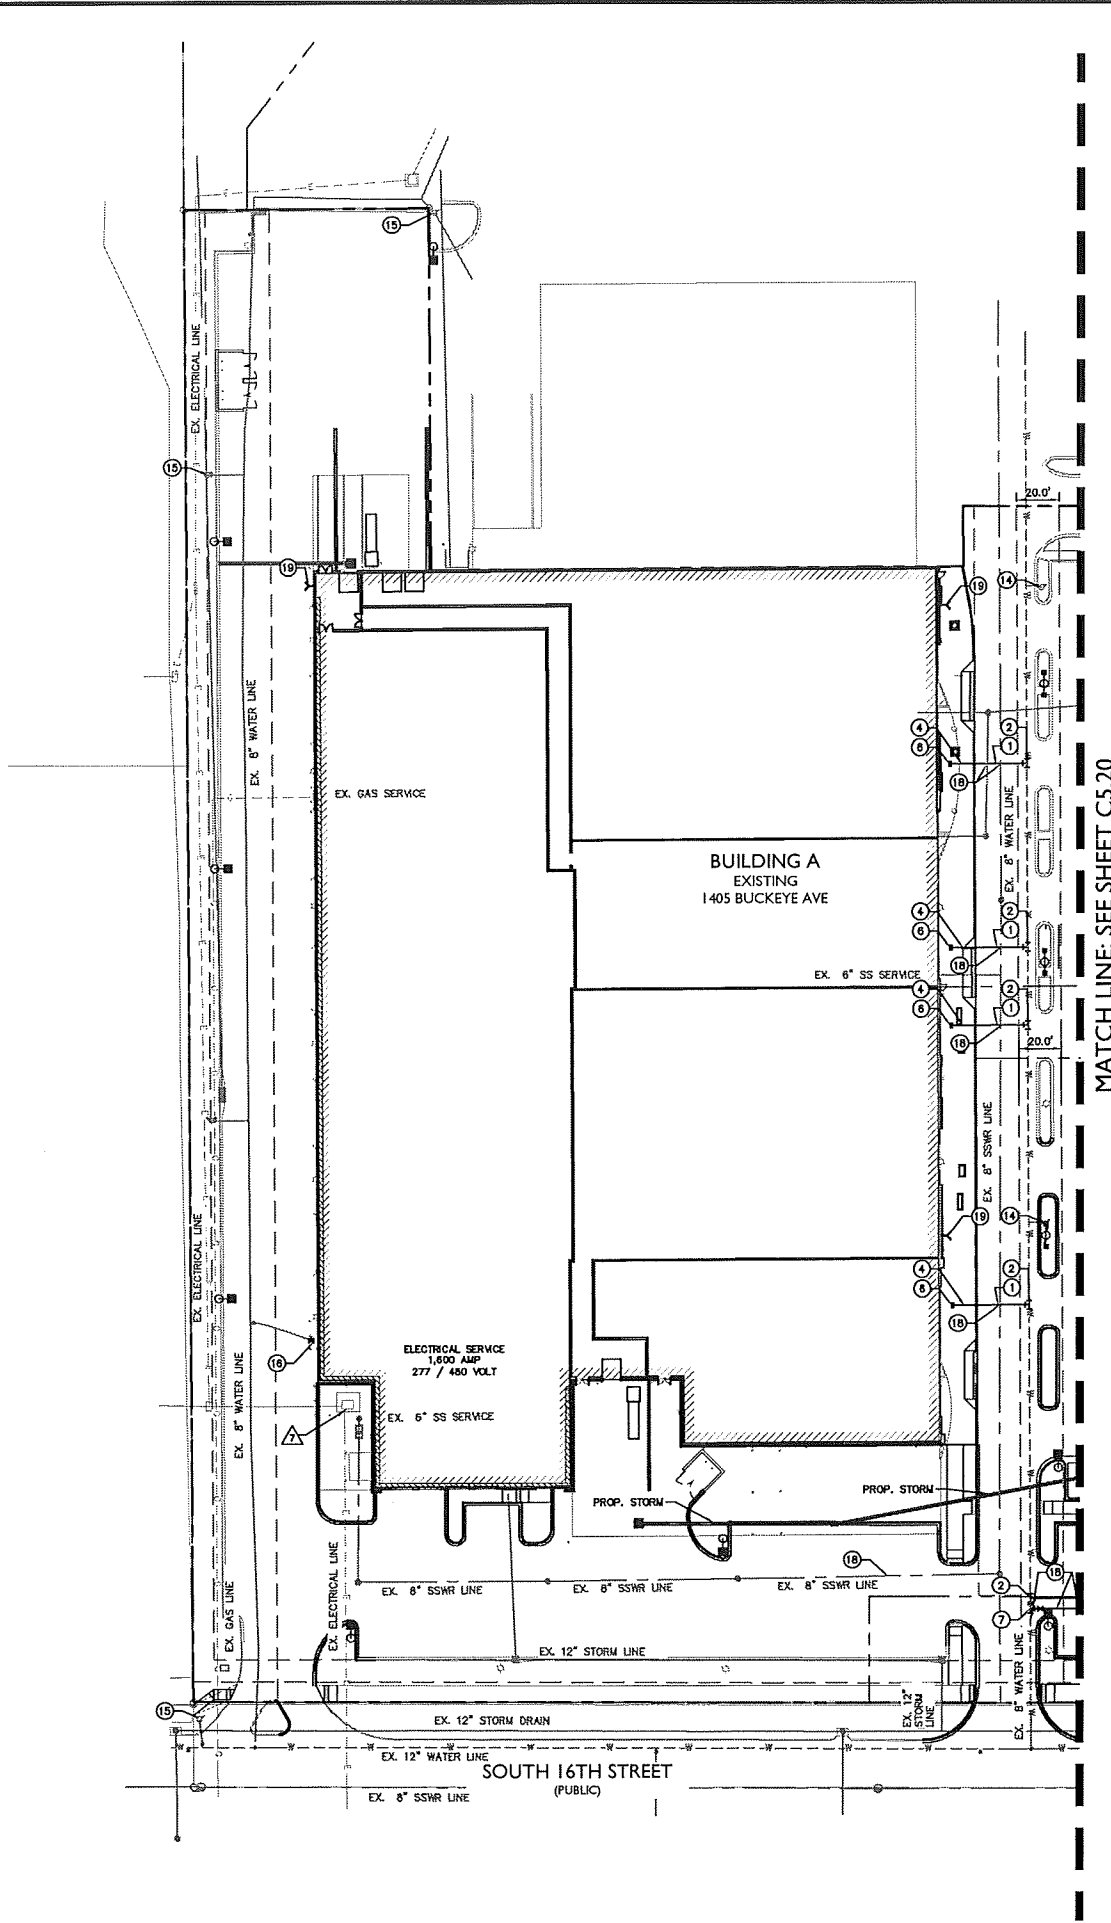 15
EX. ELECTRICAL LINE
15
20.0'
19
19
14
EX. 8" WATER LINE
4
2
6
1
18
EX. GAS SERVICE
EX. 8" WATER LINE
MATCH LINE: SEE SHEET C5.20
BUILDING A
EXISTING
1405 BUCKEYE AVE
4
2
6
1
18
EX. 6" SS SERVICE
4
2
6
1
18
20.0'
EX. 8" SSWR LINE
EX. ELECTRICAL LINE
19
14
4
2
6
1
18
16
ELECTRICAL SERVICE
1,600 AMP
277 / 480 VOLT
EX. 8" WATER LINE
EX. 6" SS SERVICE
7
PROP. STORM
PROP. STORM
18
EX. 8" SSWR LINE
EX. 8" SSWR LINE
EX. 8" SSWR LINE
2
18
7
EX. GAS LINE
EX. ELECTRICAL LINE
EX. 12" STORM LINE
EX. 8" WATER LINE
EX. 12"
STORM
LINE
15
EX. 12" STORM DRAIN
EX. 12" WATER LINE
SOUTH 16TH STREET
(PUBLIC)
EX. 8" SSWR LINE